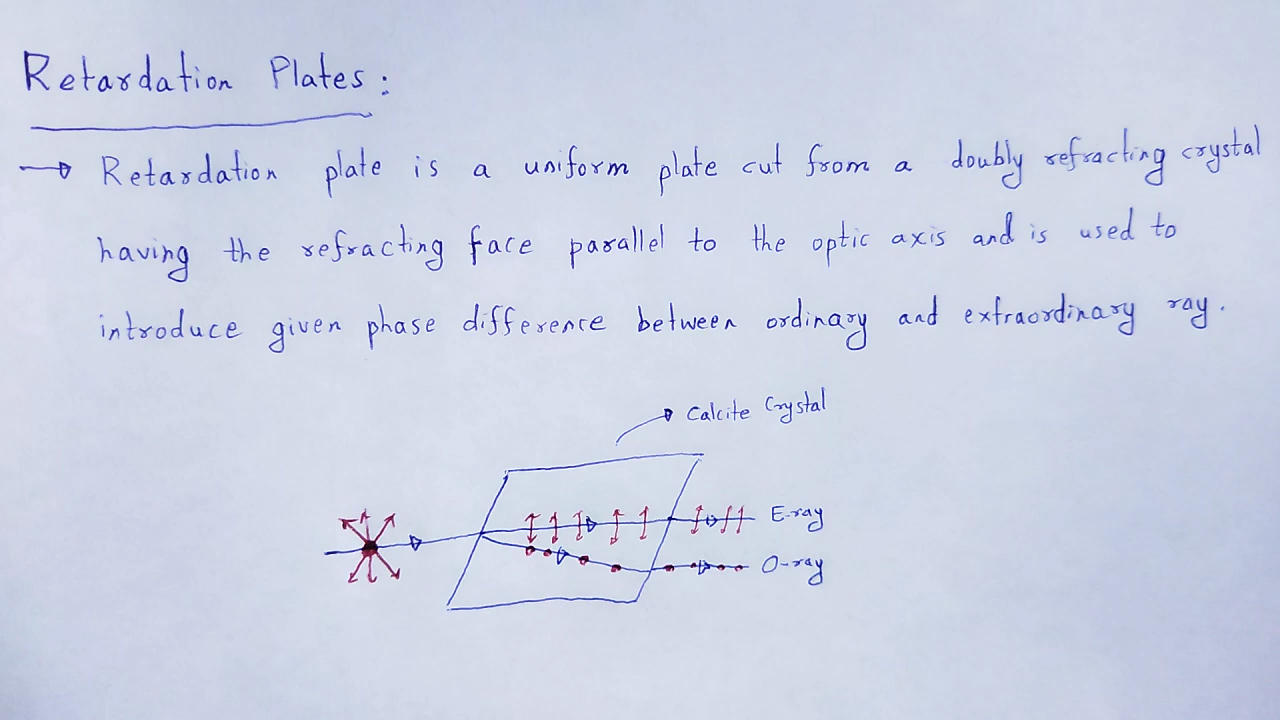 Retardation Plates:
Retardation plate is a uniform plate cut from a doubly refracting crystal
having the refracting face parallel to the optic axis and is used to
introduce given phase difference between ordinary and extraordinary ray.
Calcite Crystal
E-ray
O-ray